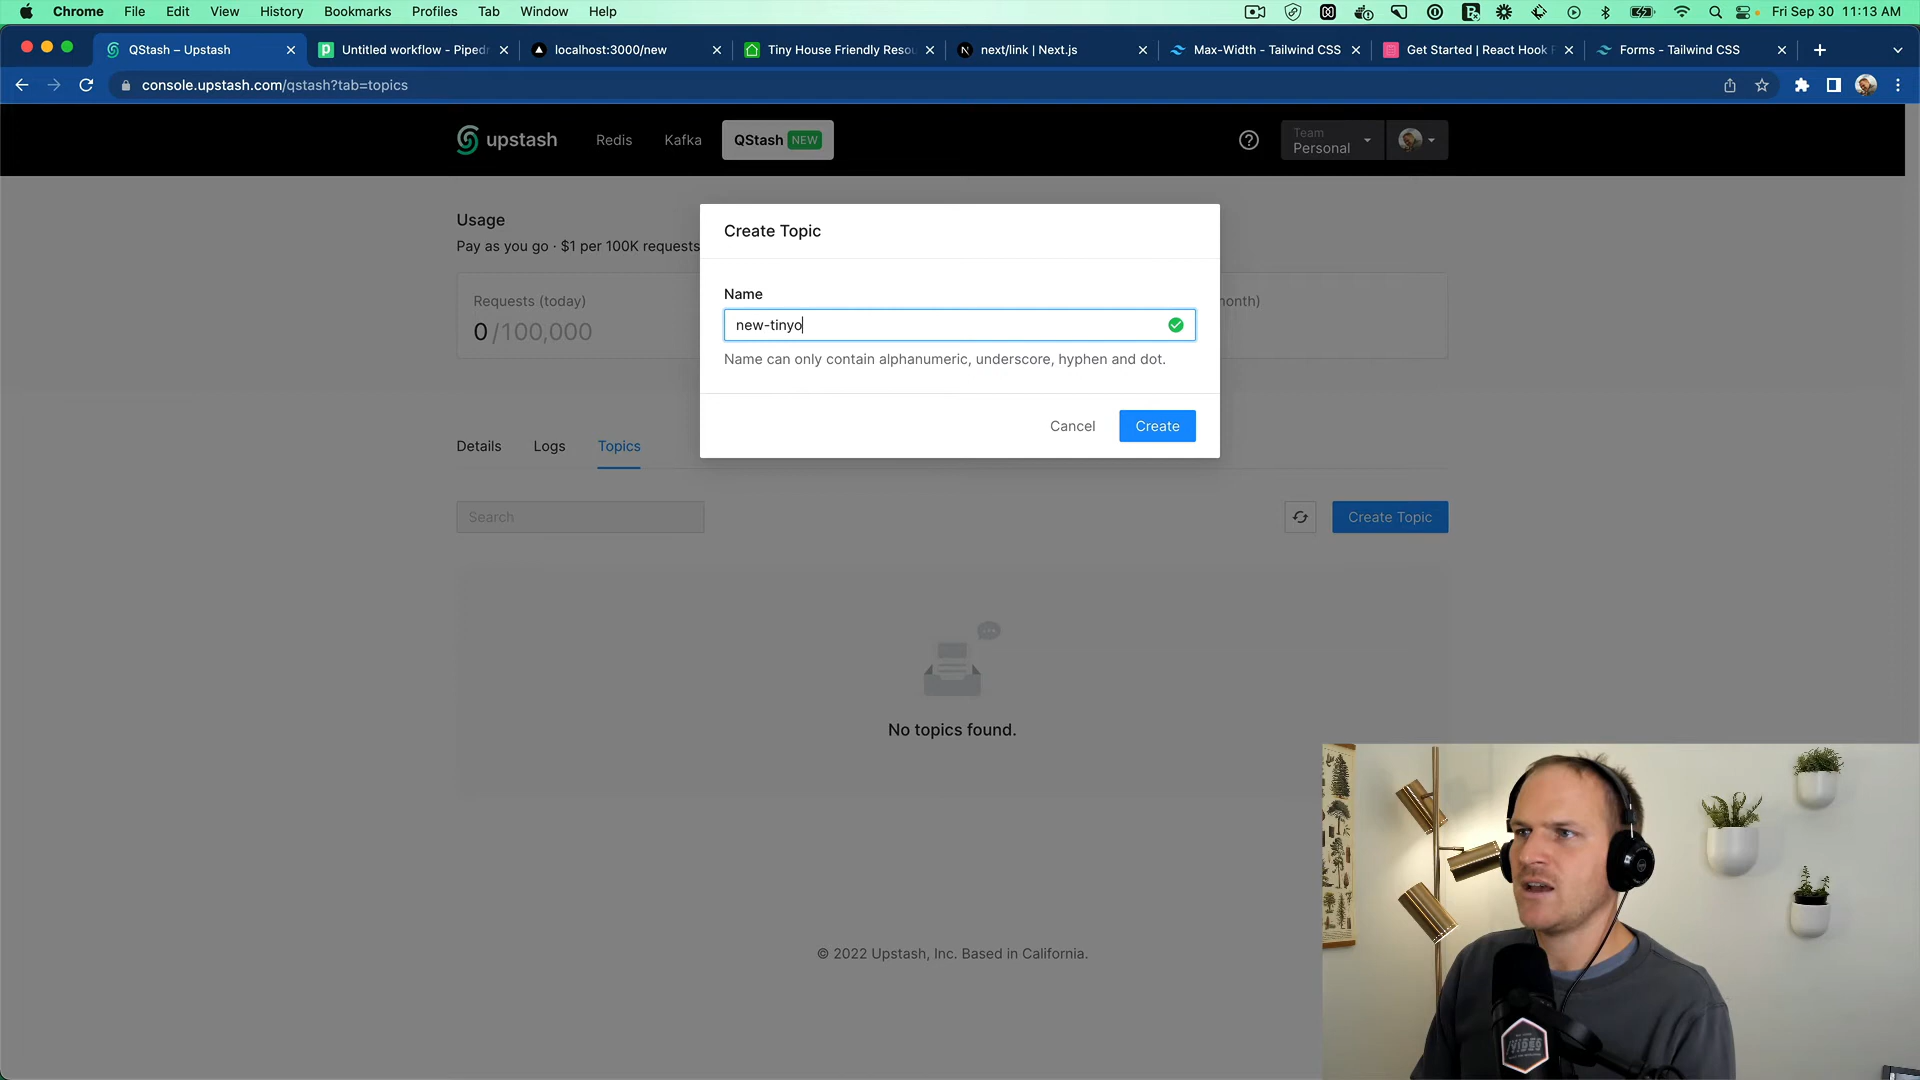 Chrome File Edit View History Bookmarks Profiles Tab Window Help Fri Sep 30 11:13 AM
QStash – Upstash Untitled workflow - Pipedr localhost:3000/new Tiny House Friendly Resou next/link | Next.js Max-Width - Tailwind CSS Get Started | React Hook F Forms - Tailwind CSS
console.upstash.com/qstash?tab=topics
upstash Redis Kafka QStash NEW Team Personal
Usage
Pay as you go · $1 per 100K requests
Requests (today) month)
0/100,000
Create Topic
Name
new-tinyo
Name can only contain alphanumeric, underscore, hyphen and dot.
Cancel Create
Details Logs Topics
Search Create Topic
No topics found.
© 2022 Upstash, Inc. Based in California.